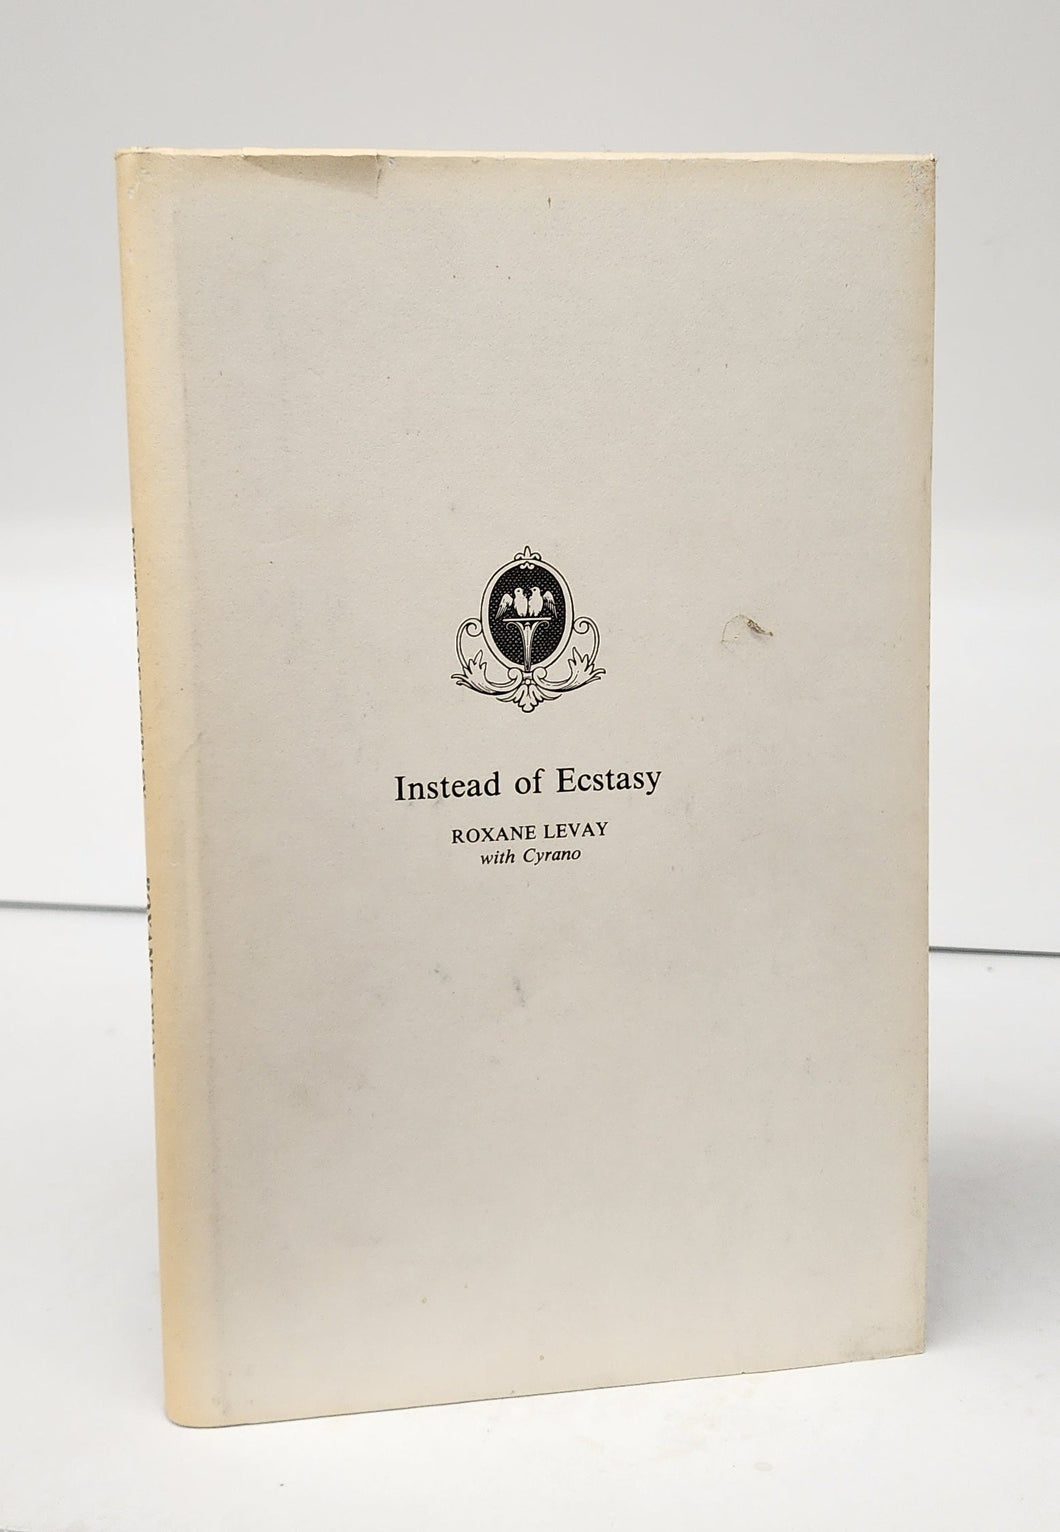 Instead of Ecstasy
ROXANE LEVAY
with Cyrano